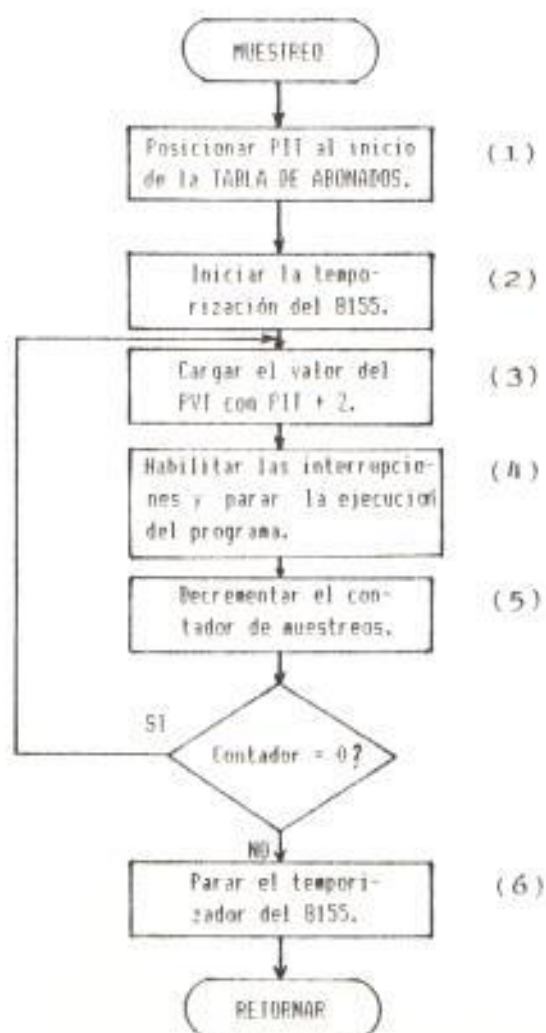 MUESTREO
Posicionar PIT al inicio
de la TABLA DE ABONADOS.
(1)
Iniciar la tempo-
rización del 8155.
(2)
Cargar el valor del
PVT con PIT + 2.
(3)
Habilitar las interrupcio-
nes y parar la ejecución
del programa.
(4)
Decrementar el con-
tador de muestreos.
(5)
SI
Contador = 0?
NO
Parar el tempori-
zador del 8155.
(6)
RETORNAR